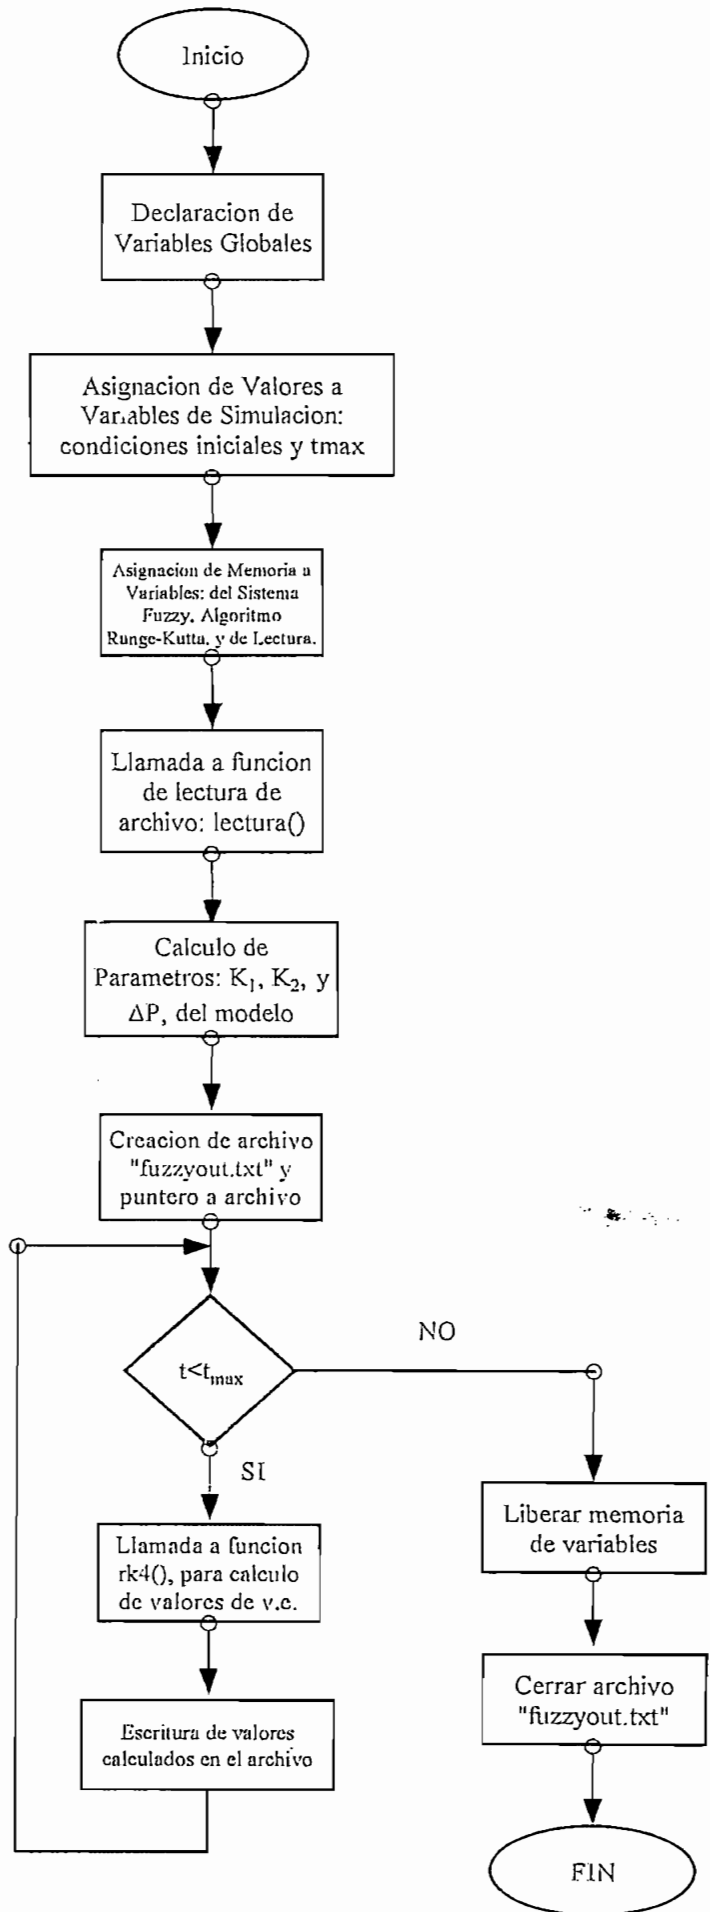 Inicio
Declaracion de
Variables Globales
Asignacion de Valores a
Variables de Simulacion:
condiciones iniciales y tmax
Asignacion de Memoria a
Variables: del Sistema
Fuzzy, Algoritmo
Runge-Kutta, y de Lectura.
Llamada a funcion
de lectura de
archivo: lectura()
Calculo de
Parametros: K₁, K₂, y
ΔP, del modelo
Creacion de archivo
"fuzzyout.txt" y
puntero a archivo
t<tₘₐₓ
NO
SI
Llamada a funcion
rk4(), para calculo
de valores de v.e.
Escritura de valores
calculados en el archivo
Liberar memoria
de variables
Cerrar archivo
"fuzzyout.txt"
FIN